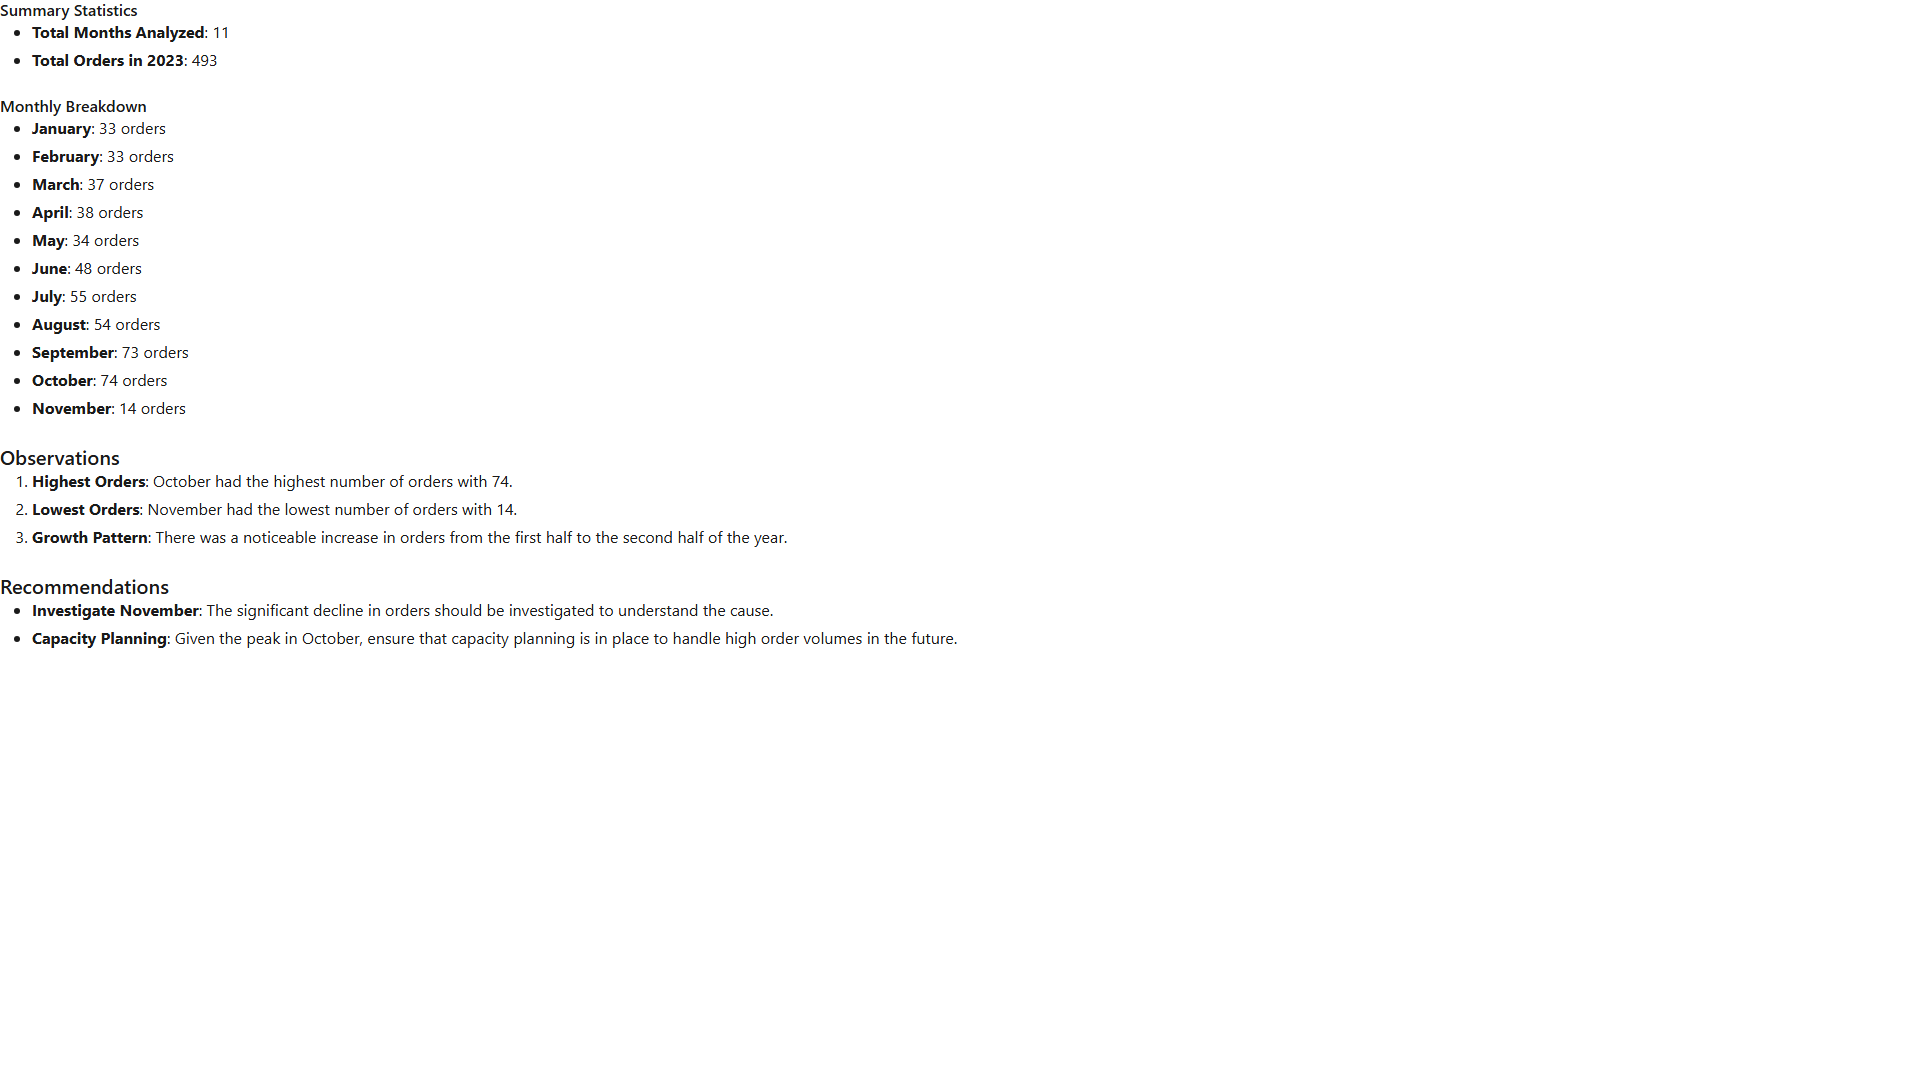 Summary Statistics
• Total Months Analyzed: 11
• Total Orders in 2023: 493
Monthly Breakdown
• January: 33 orders
• February: 33 orders
• March: 37 orders
• April: 38 orders
• May: 34 orders
• June: 48 orders
• July: 55 orders
• August: 54 orders
• September: 73 orders
• October: 74 orders
• November: 14 orders
Observations
1. Highest Orders: October had the highest number of orders with 74.
2. Lowest Orders: November had the lowest number of orders with 14.
3. Growth Pattern: There was a noticeable increase in orders from the first half to the second half of the year.
Recommendations
• Investigate November: The significant decline in orders should be investigated to understand the cause.
• Capacity Planning: Given the peak in October, ensure that capacity planning is in place to handle high order volumes in the future.